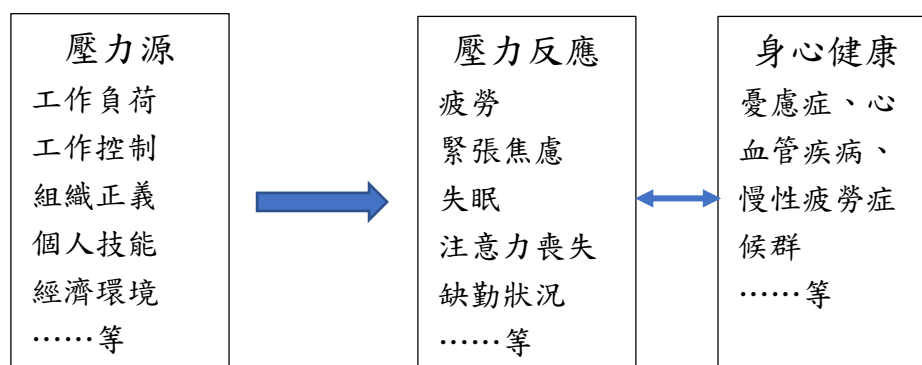 壓力源
工作負荷
工作控制
組織正義
個人技能
經濟環境
……等
壓力反應
疲勞
緊張焦慮
失眠
注意力喪失
缺勤狀況
……等
身心健康
憂慮症、心
血管疾病、
慢性疲勞症
候群
……等